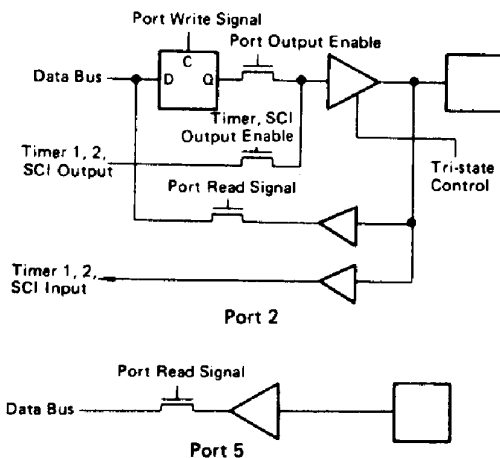 Port Write Signal
Port Output Enable
C
Data Bus
D
Q
Timer, SCI
Output Enable
Timer 1, 2,
SCI Output
Tri-state
Control
Port Read Signal
Timer 1, 2,
SCI Input
Port 2
Port Read Signal
Data Bus
Port 5